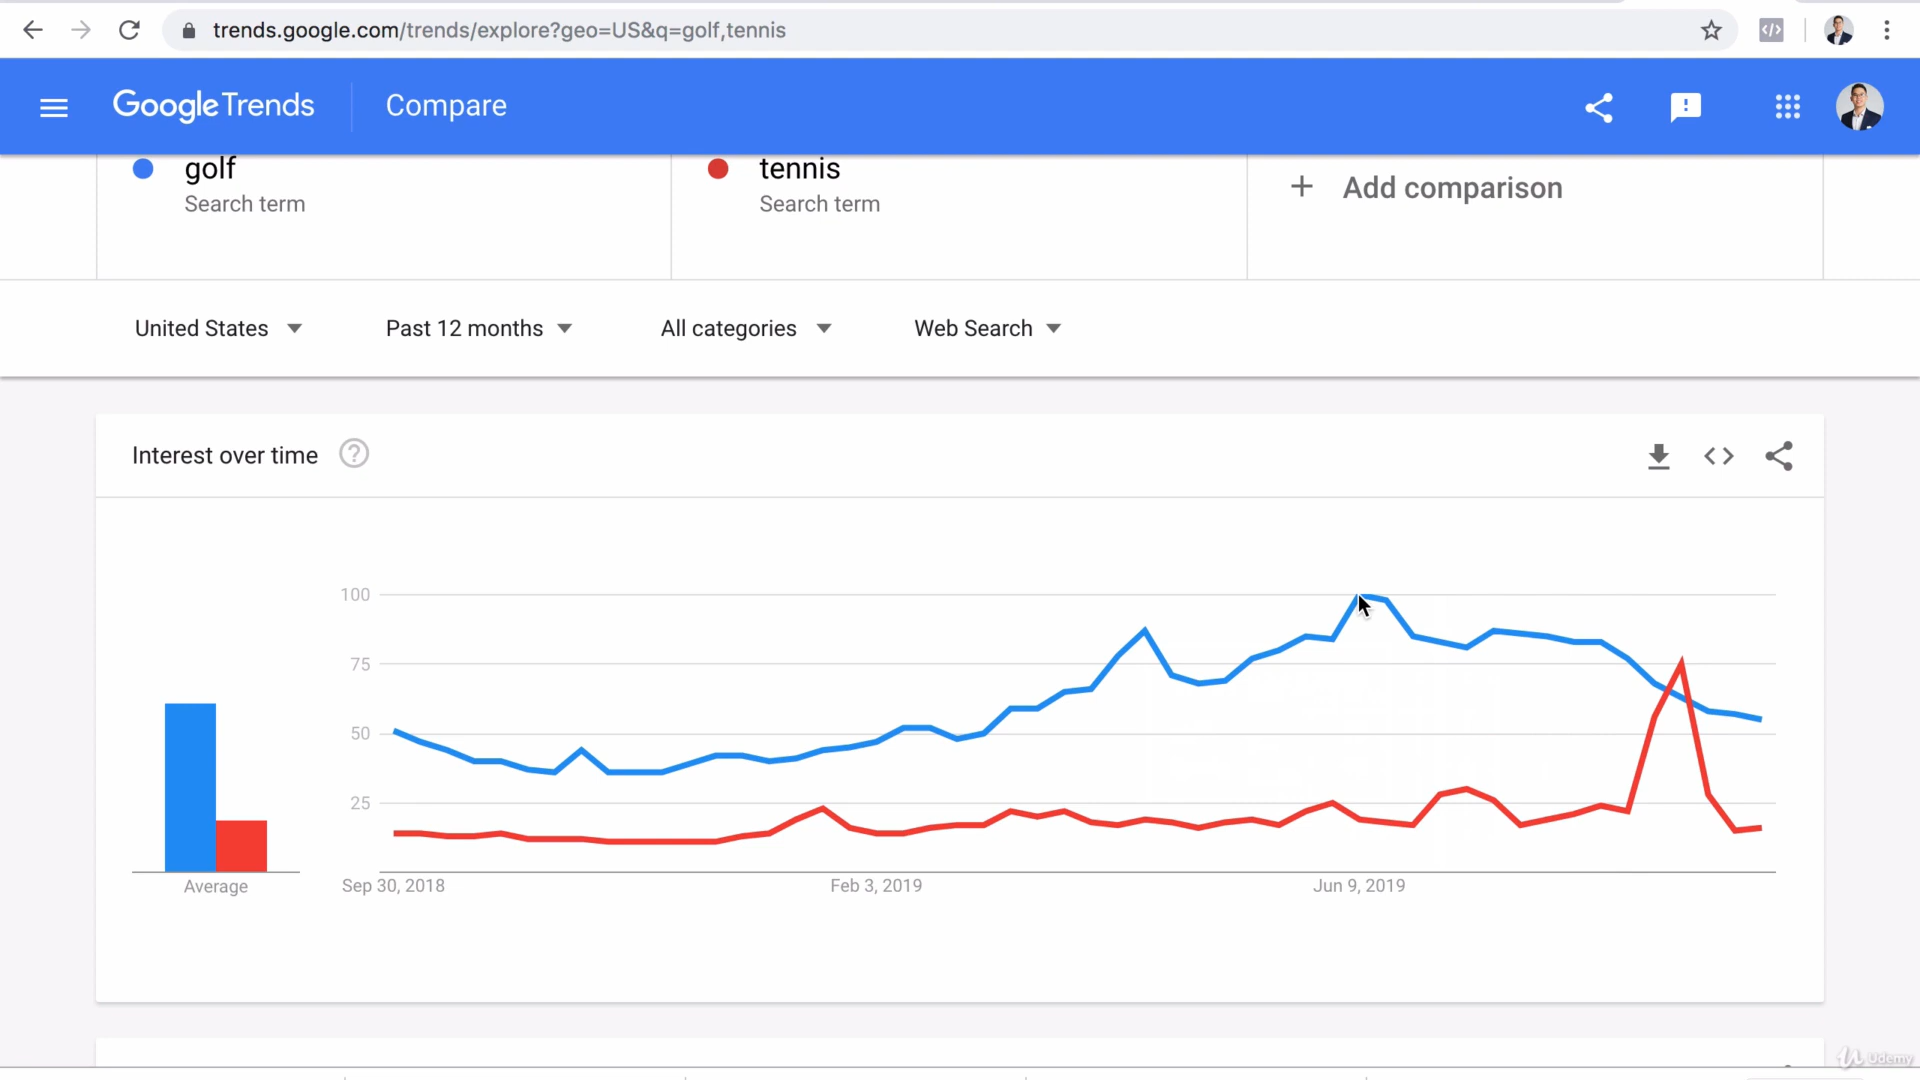 trends.google.com/trends/explore?geo=US&q=golf,tennis
Google Trends
Compare
golf
Search term
tennis
Search term
+ Add comparison
United States
Past 12 months
All categories
Web Search
Interest over time
?
100
75
50
25
Average
Sep 30, 2018
Feb 3, 2019
Jun 9, 2019
Udemy